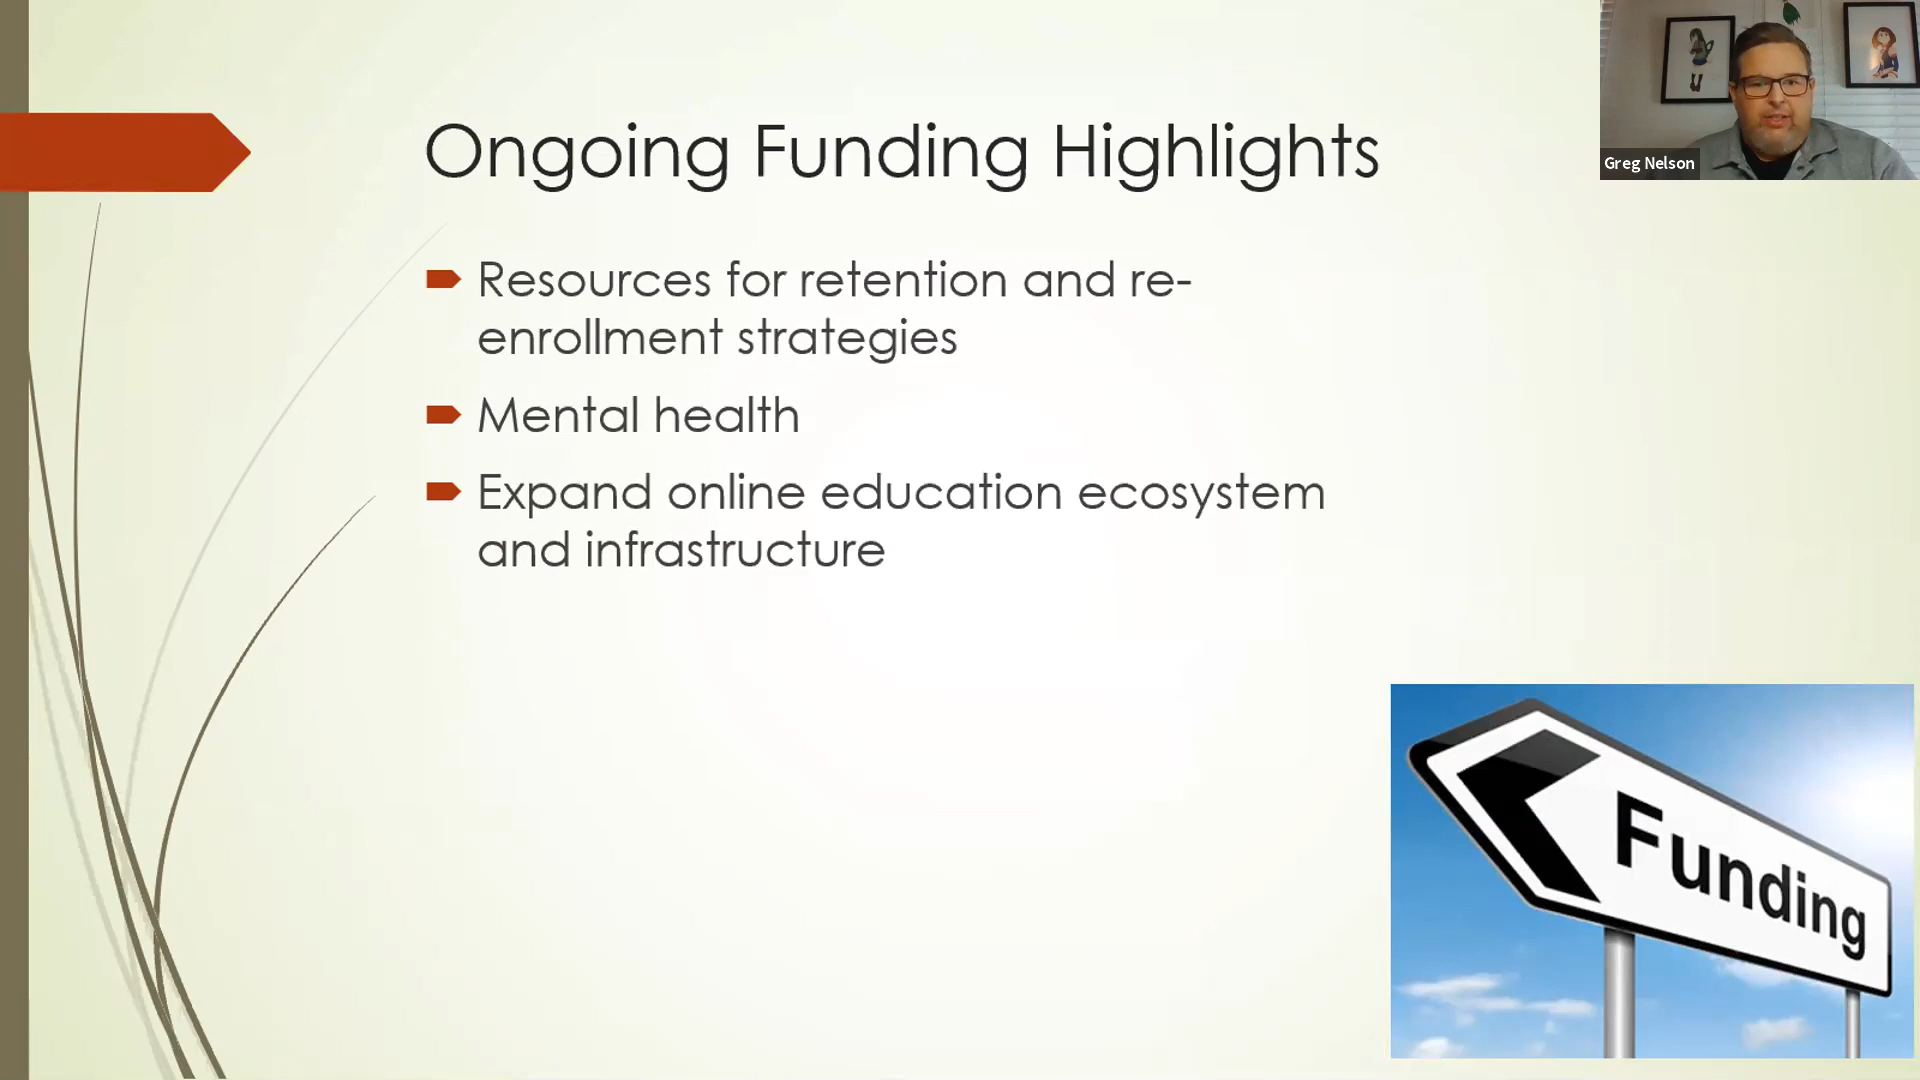 Ongoing Funding Highlights
Greg Nelson
Resources for retention and re-
enrollment strategies
Mental health
Expand online education ecosystem
and infrastructure
Funding